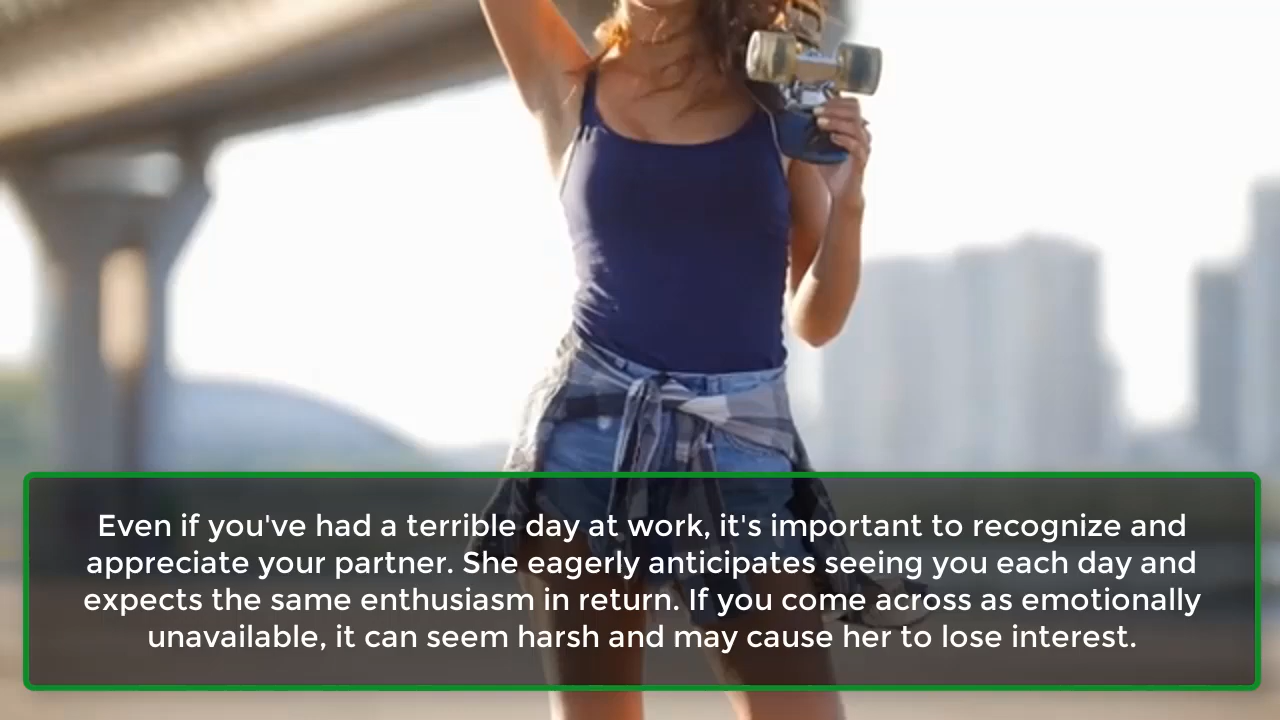 Even if you've had a terrible day at work, it's important to recognize and
appreciate your partner. She eagerly anticipates seeing you each day and
expects the same enthusiasm in return. If you come across as emotionally
unavailable, it can seem harsh and may cause her to lose interest.